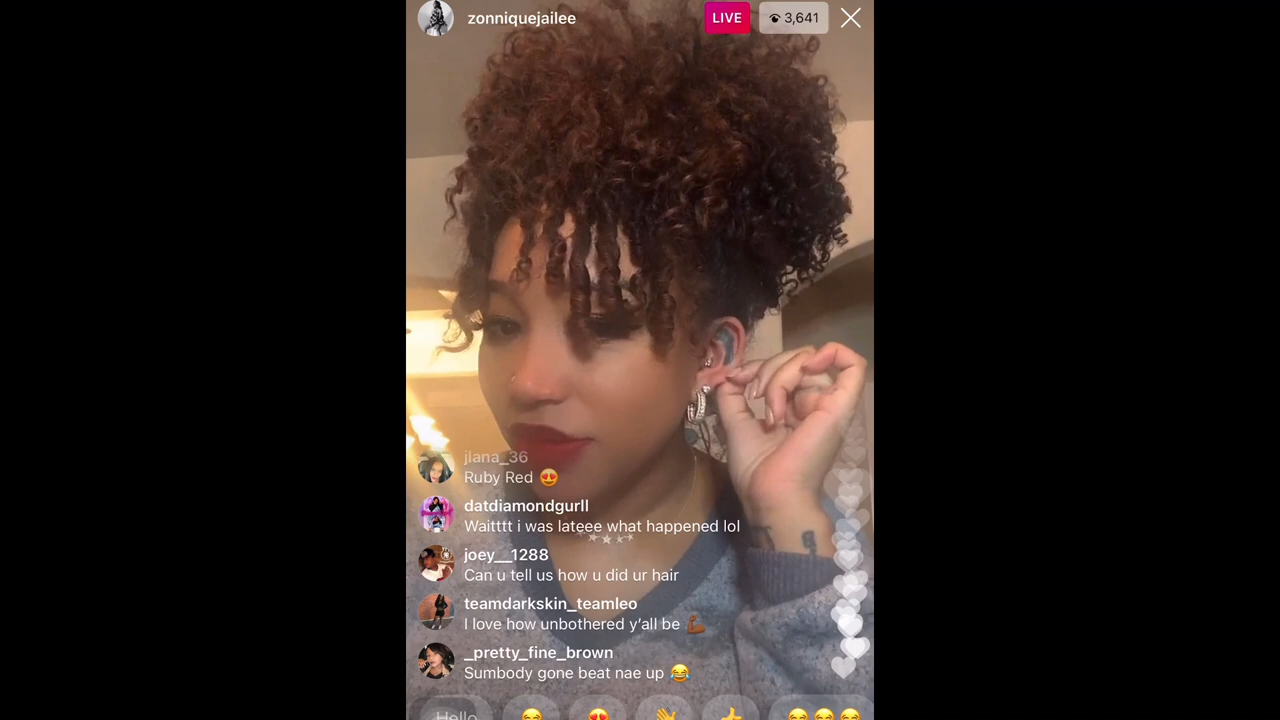 zonniquejailee
LIVE
3,641
jlana_36
Ruby Red 😍
datdiamondgurll
Waitttt i was lateee what happened lol
joey__1288
Can u tell us how u did ur hair
teamdarkskin_teamleo
I love how unbothered y’all be 💪🏾
_pretty_fine_brown
Sumbody gone beat nae up 😂
Hello